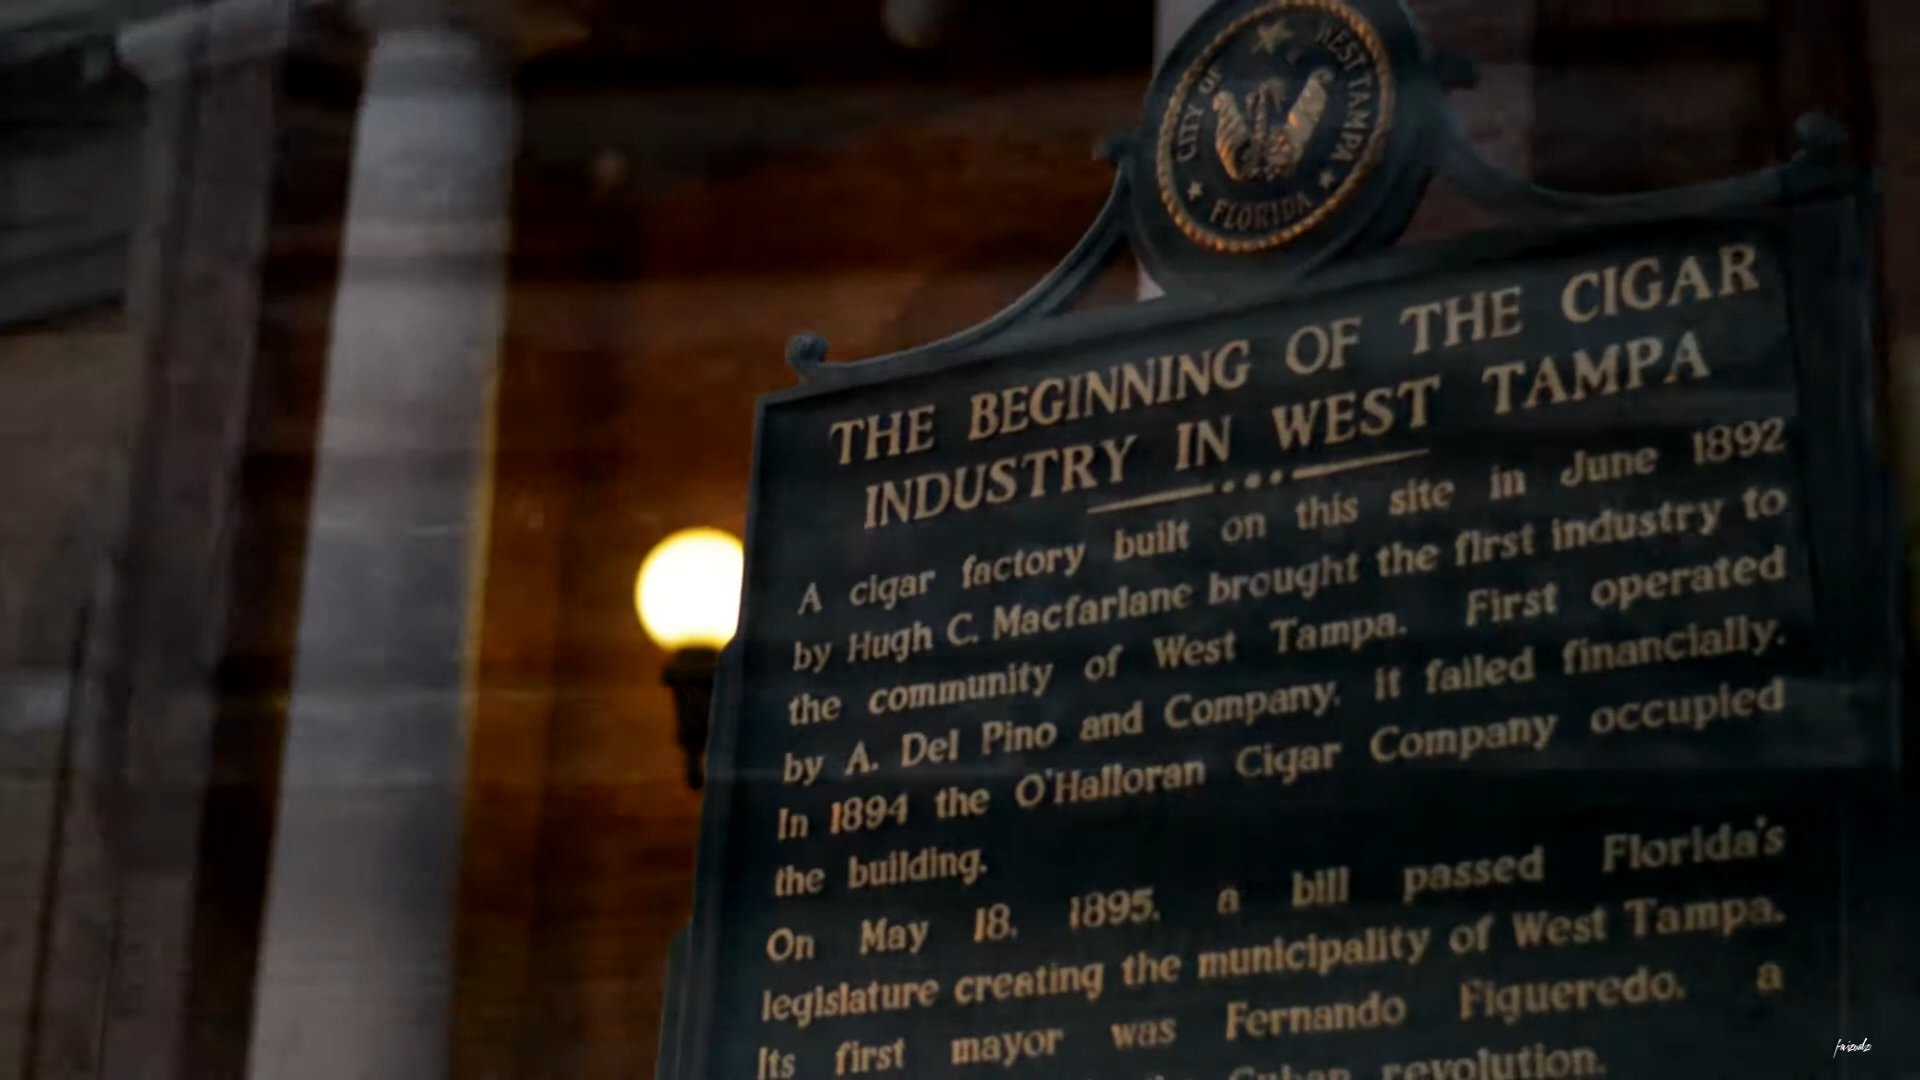 CITY OF WEST TAMPA
FLORIDA
THE BEGINNING OF THE CIGAR
INDUSTRY IN WEST TAMPA
A cigar factory built on this site in June 1892
by Hugh C. Macfarlane brought the first industry to
the community of West Tampa. First operated
by A. Del Pino and Company, it failed financially.
In 1894 the O'Halloran Cigar Company occupied
the building.
On May 18, 1895, a bill passed Florida's
legislature creating the municipality of West Tampa.
Its first mayor was Fernando Figueredo, a
Cuban revolution.